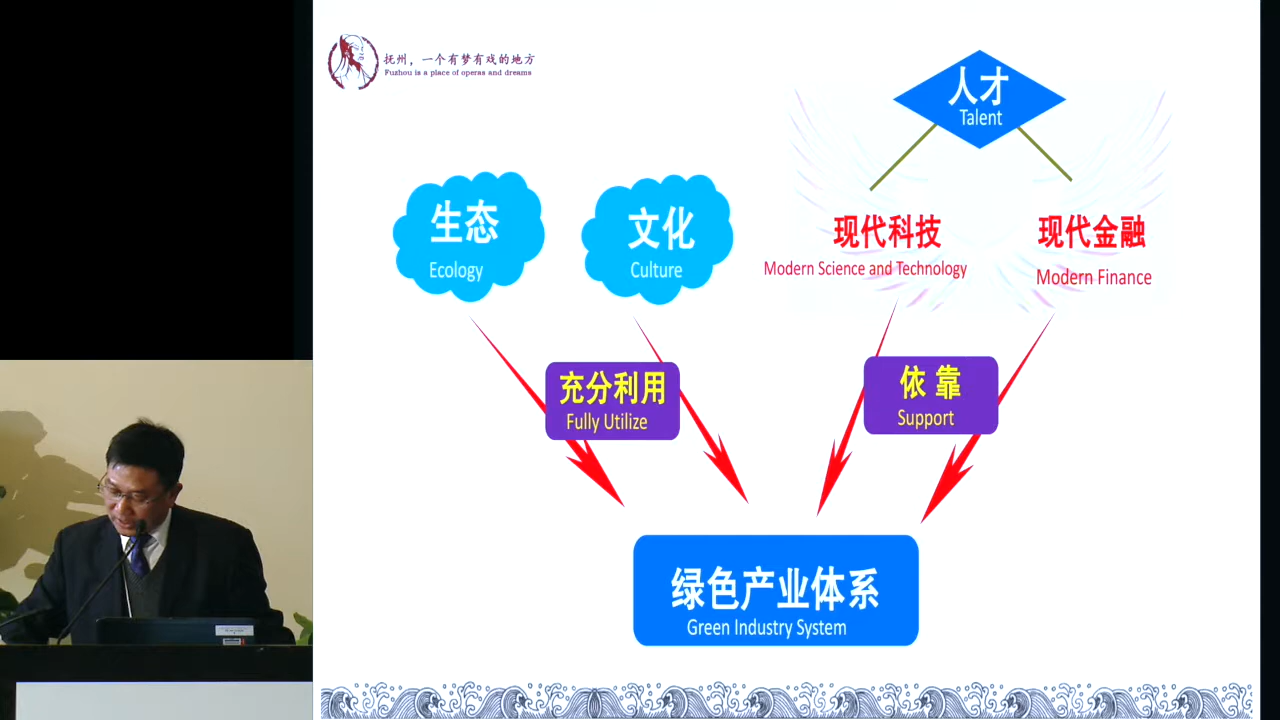 抚州，一个有梦有戏的地方
Fuzhou is a place of operas and dreams
人才
Talent
生态
Ecology
文化
Culture
现代科技
Modern Science and Technology
现代金融
Modern Finance
充分利用
Fully Utilize
依靠
Support
绿色产业体系
Green Industry System